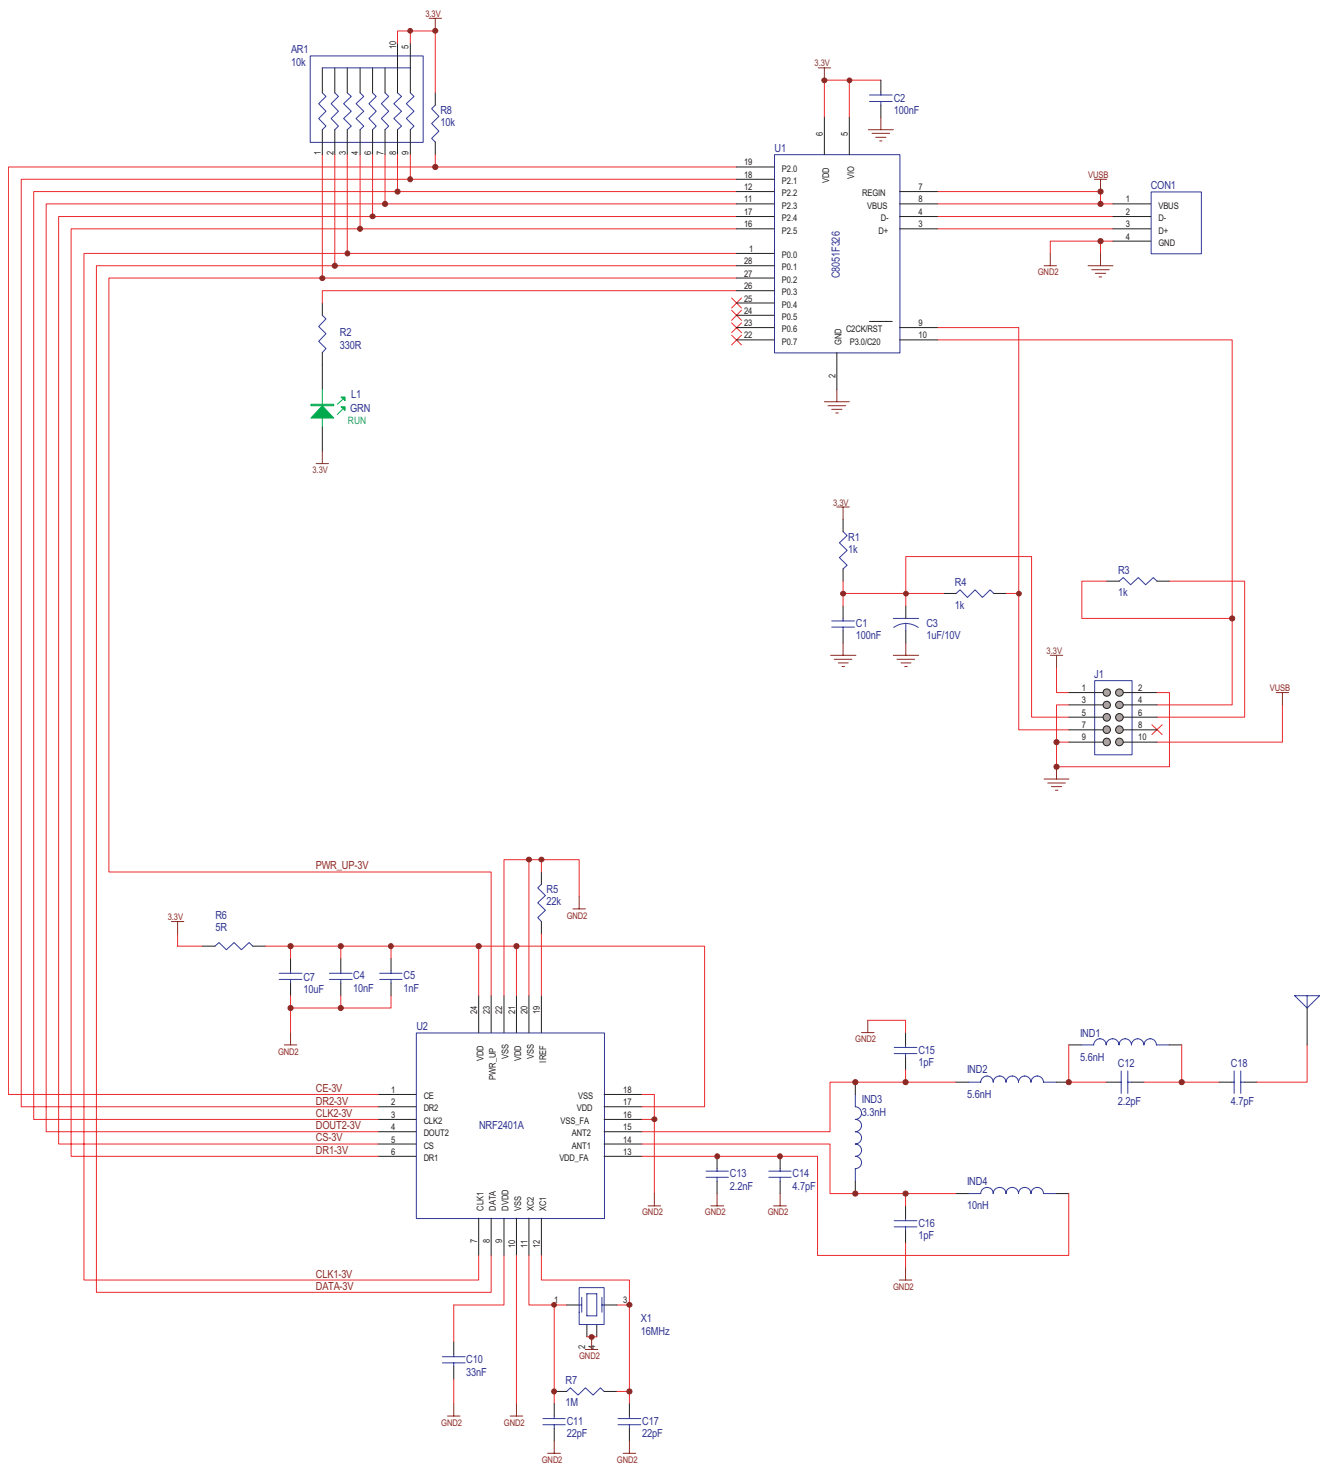 3.3V
AR1
10k
10
5
R8
10k
1
2
3
4
6
7
8
9
3.3V
C2
100nF
6
5
U1
VDD
VIO
19
P2.0
18
P2.1
12
P2.2
11
P2.3
17
P2.4
16
P2.5
1
P0.0
28
P0.1
27
P0.2
26
P0.3
25
P0.4
24
P0.5
23
P0.6
22
P0.7
C8051F326
REGIN
7
VBUS
8
D-
4
D+
3
C2CK/RST
9
P3.0/C20
10
GND
2
VUSB
CON1
1
VBUS
2
D-
3
D+
4
GND
GND2
R2
330R
L1
GRN
RUN
3.3V
3.3V
R1
1k
C1
100nF
C3
1uF/10V
R4
1k
R3
1k
3.3V
J1
1
2
3
4
5
6
7
8
9
10
VUSB
PWR_UP-3V
3.3V
R6
5R
C7
10uF
C4
10nF
C5
1nF
GND2
R5
22k
GND2
24
23
22
21
20
19
U2
VDD
PWR_UP
VSS
VDD
VSS
IREF
CE-3V
1
CE
DR2-3V
2
DR2
CLK2-3V
3
CLK2
DOUT2-3V
4
DOUT2
CS-3V
5
CS
DR1-3V
6
DR1
NRF2401A
VSS
18
VDD
17
VSS_FA
16
ANT2
15
ANT1
14
VDD_FA
13
CLK1
DATA
DVDD
VSS
XC2
XC1
7
8
9
10
11
12
CLK1-3V
DATA-3V
GND2
C13
2.2nF
GND2
C14
4.7pF
GND2
GND2
C15
1pF
IND3
3.3nH
IND2
5.6nH
IND1
5.6nH
C12
2.2pF
C18
4.7pF
IND4
10nH
C16
1pF
GND2
1
3
X1
16MHz
2
4
GND2
C10
33nF
GND2
GND2
R7
1M
C11
22pF
GND2
C17
22pF
GND2